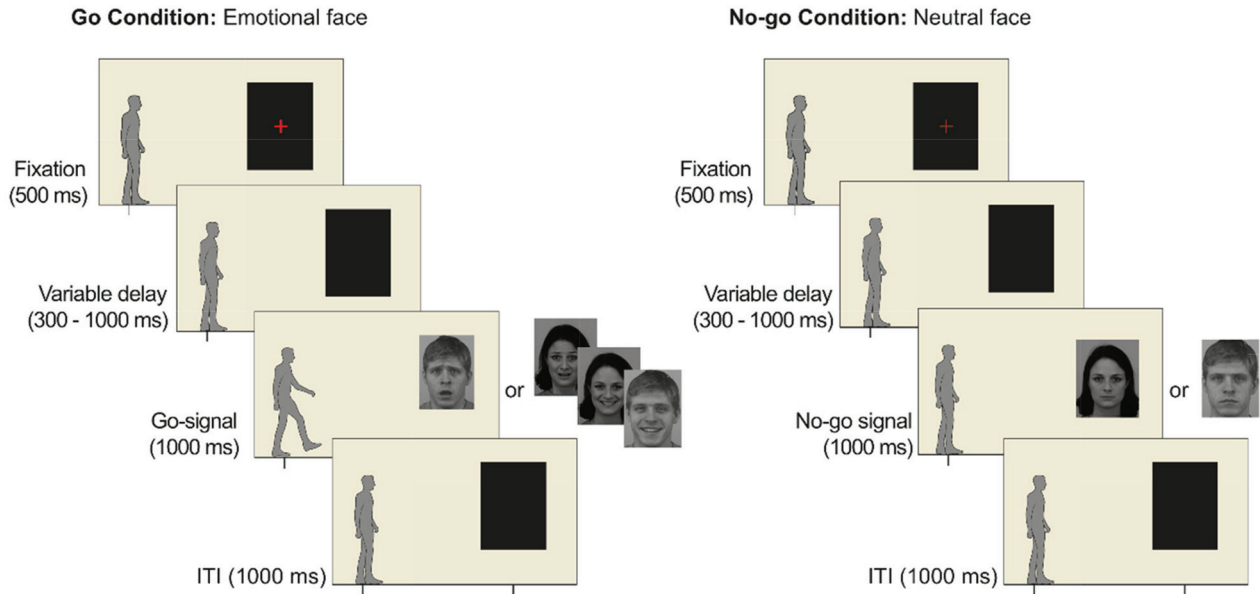 Go Condition: Emotional face
Fixation
(500 ms)
Variable delay
(300 - 1000 ms)
Go-signal
(1000 ms)
or
ITI (1000 ms)
No-go Condition: Neutral face
Fixation
(500 ms)
Variable delay
(300 - 1000 ms)
No-go signal
(1000 ms)
or
ITI (1000 ms)